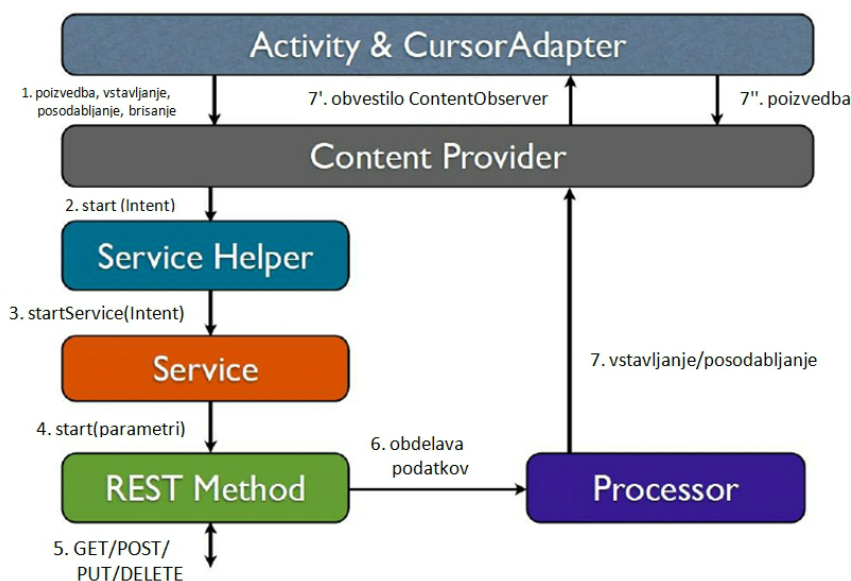 Activity & CursorAdapter
1. poizvedba, vstavljanje,
posodabljanje, brisanje
7'. obvestilo ContentObserver
7''. poizvedba
Content Provider
2. start (Intent)
Service Helper
3. startService(Intent)
Service
7. vstavljanje/posodabljanje
4. start(parametri)
6. obdelava
podatkov
REST Method
Processor
5. GET/POST/
PUT/DELETE